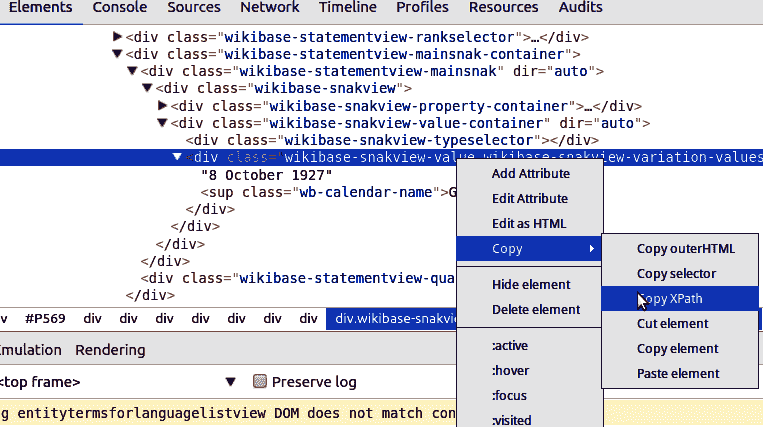 Elements Console Sources Network Timeline Profiles Resources Audits
▶<div class="wikibase-statementview-rankselector">…</div>
▼<div class="wikibase-statementview-mainsnak-container">
▼<div class="wikibase-statementview-mainsnak" dir="auto">
▼<div class="wikibase-snakview">
▶<div class="wikibase-snakview-property-container">…</div>
▼<div class="wikibase-snakview-value-container" dir="auto">
<div class="wikibase-snakview-typeselector"></div>
▼<div class="wikibase-snakview-value wikibase-snakview-variation-values
"8 October 1927"
<sup class="wb-calendar-name">G
</div>
</div>
</div>
</div>
<div class="wikibase-statementview-qua
</div>
Add Attribute
Edit Attribute
Edit as HTML
Copy
Hide element
Delete element
:active
:hover
:focus
:visited
Copy outerHTML
Copy selector
Copy XPath
Cut element
Copy element
Paste element
v #P569 div div div div div div div.wikibase-snakvie
mulation Rendering
<top frame> ▼ Preserve log
g entitytermsforlanguagelistview DOM does not match con